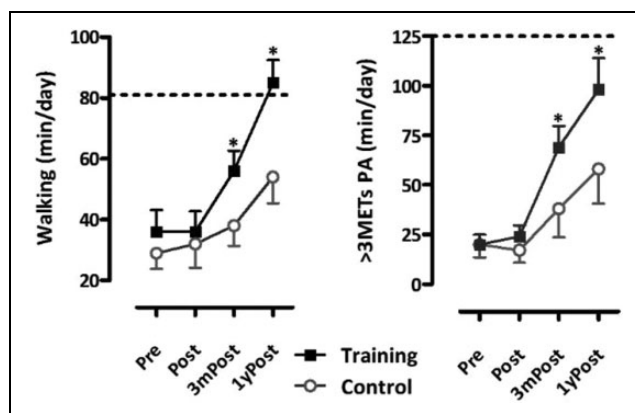 Walking (min/day)
100
80
60
40
20
*
*
Pre
Post
3mPost
1yPost
>3METs PA (min/day)
125
100
75
50
25
0
*
*
Pre
Post
3mPost
1yPost
Training
Control